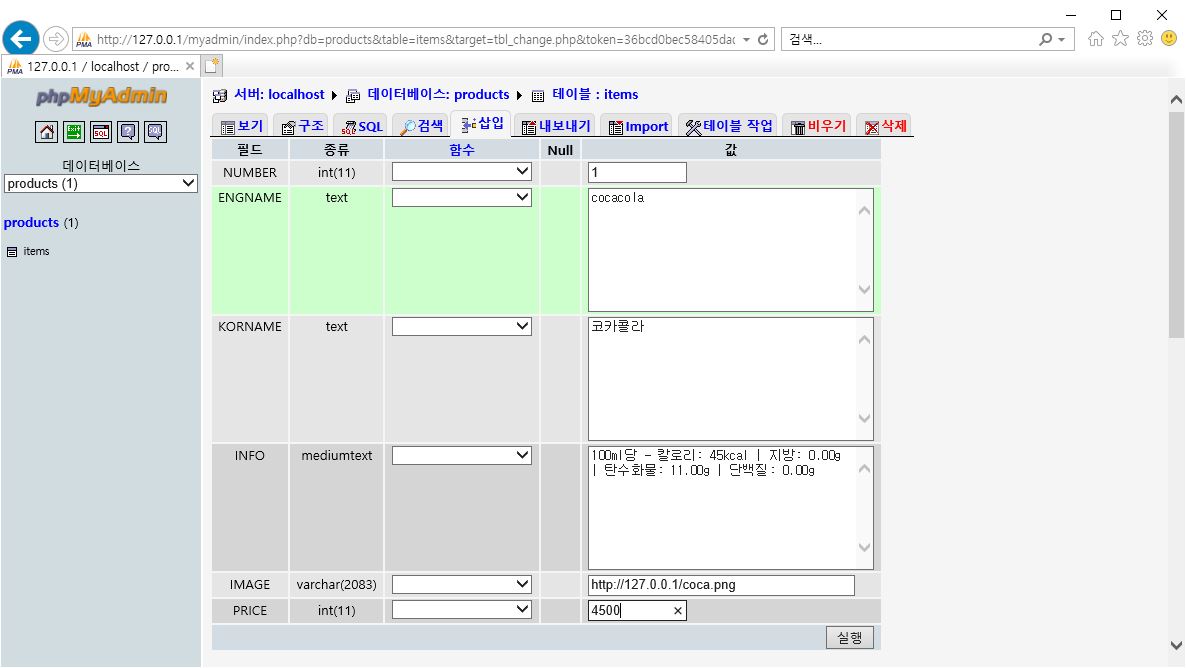 http://127.0.0.1/myadmin/index.php?db=products&table=items&target=tbl_change.php&token=36bcd0bec58405dac
검색...
PMA 127.0.0.1 / localhost / pro...
phpMyAdmin
SQL
데이터베이스
products (1)
products (1)
items
서버: localhost
데이터베이스: products
테이블 : items
보기 구조 SQL 검색 삽입 내보내기 Import 테이블 작업 비우기 삭제
필드 종류 함수 Null 값
NUMBER int(11) 1
ENGNAME text cocacola
KORNAME text 코카콜라
INFO mediumtext 100ml당 - 칼로리: 45kcal | 지방: 0.00g
| 탄수화물: 11.00g | 단백질: 0.00g
IMAGE varchar(2083) http://127.0.0.1/coca.png
PRICE int(11) 4500
실행